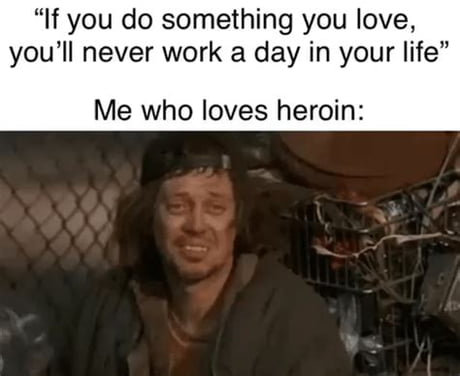 “If you do something you love,
you’ll never work a day in your life”
Me who loves heroin: